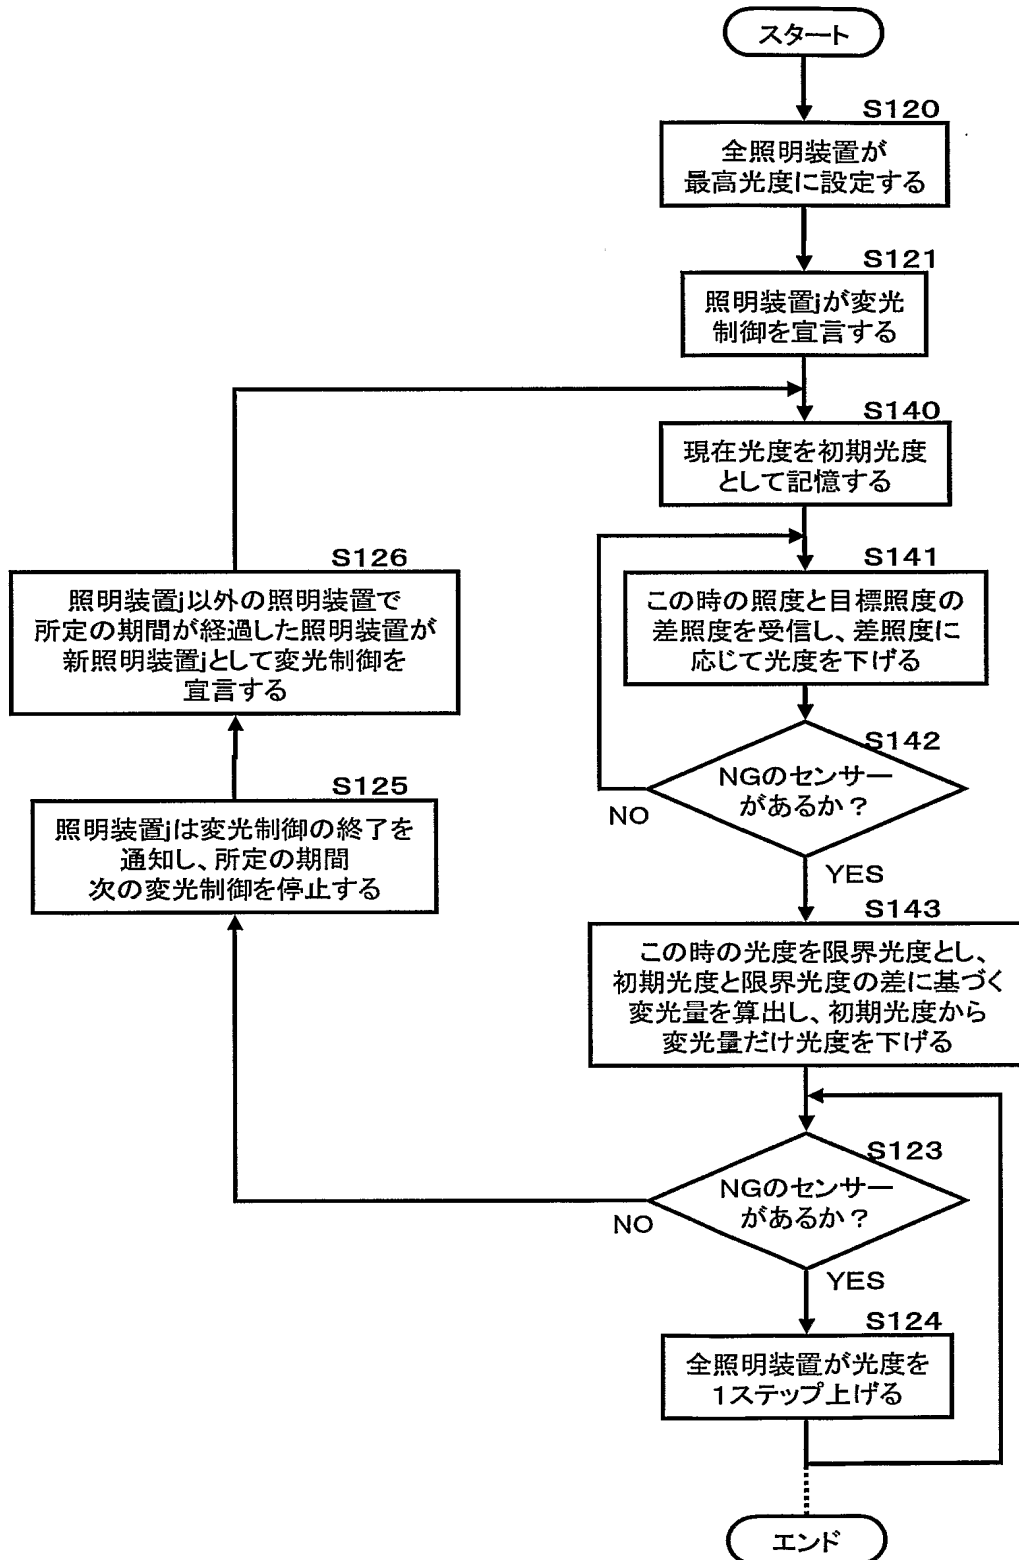 スタート
S120
全照明装置が
最高光度に設定する
S121
照明装置jが変光
制御を宣言する
S140
現在光度を初期光度
として記憶する
S141
この時の照度と目標照度の
差照度を受信し、差照度に
応じて光度を下げる
S142
NGのセンサー
があるか？
NO
YES
S143
この時の光度を限界光度とし、
初期光度と限界光度の差に基づく
変光量を算出し、初期光度から
変光量だけ光度を下げる
S123
NGのセンサー
があるか？
NO
YES
S124
全照明装置が光度を
1ステップ上げる
エンド
S125
照明装置jは変光制御の終了を
通知し、所定の期間
次の変光制御を停止する
S126
照明装置j以外の照明装置で
所定の期間が経過した照明装置が
新照明装置jとして変光制御を
宣言する